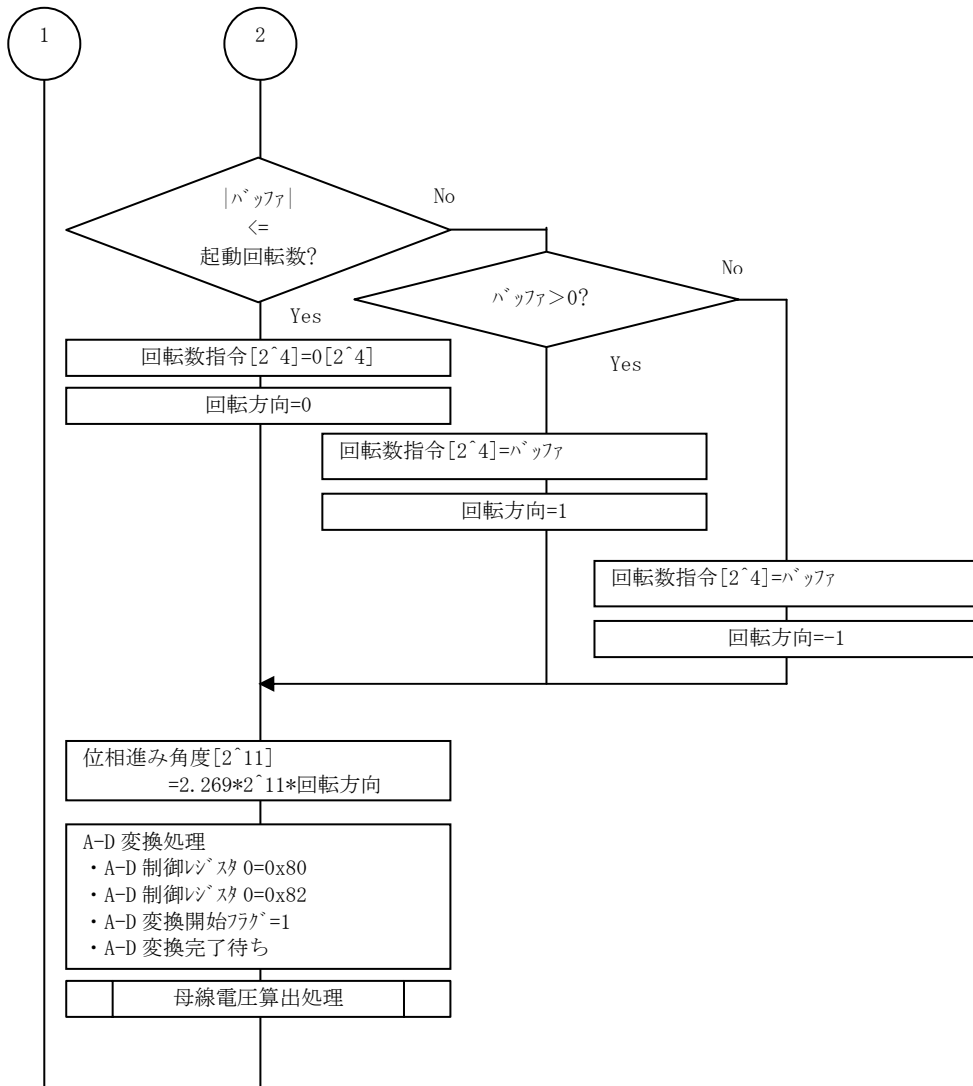 1
2
|ﾊﾞｯﾌｧ|
<=
起動回転数?
No
Yes
ﾊﾞｯﾌｧ＞0?
No
Yes
回転数指令[2^4]=0[2^4]
回転方向=0
回転数指令[2^4]=ﾊﾞｯﾌｧ
回転方向=1
回転数指令[2^4]=ﾊﾞｯﾌｧ
回転方向=-1
位相進み角度[2^11]
=2.269*2^11*回転方向
A-D 変換処理
・A-D 制御ﾚｼﾞｽﾀ 0=0x80
・A-D 制御ﾚｼﾞｽﾀ 0=0x82
・A-D 変換開始ﾌﾗｸﾞ=1
・A-D 変換完了待ち
母線電圧算出処理